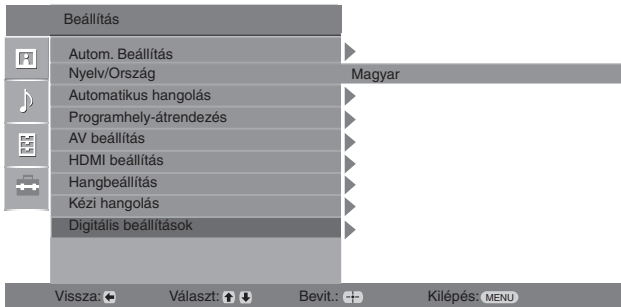 Beállítás
Autom. Beállítás
Nyelv/Ország Magyar
Automatikus hangolás
Programhely-átrendezés
AV beállítás
HDMI beállítás
Hangbeállítás
Kézi hangolás
Digitális beállítások
Vissza: Választ: Bevit.: Kilépés: MENU